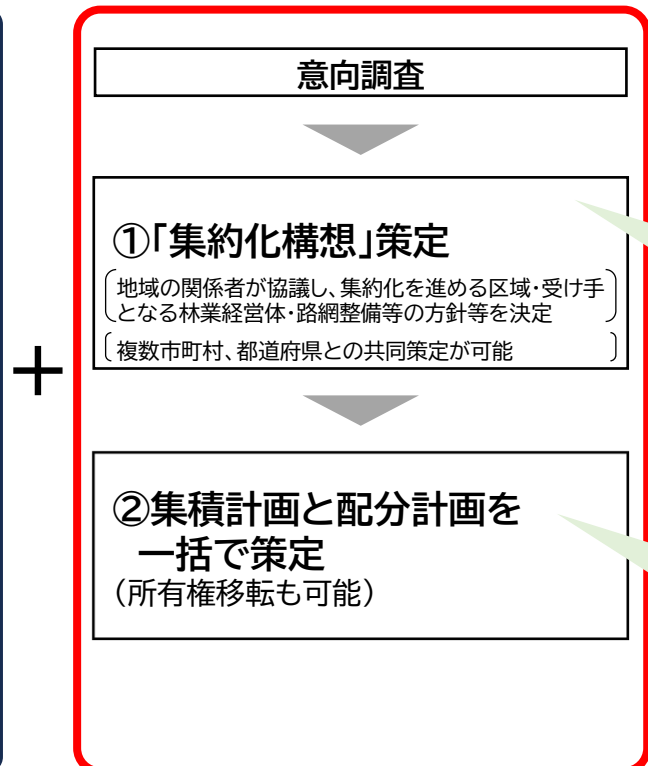 意向調査
①「集約化構想」策定
地域の関係者が協議し、集約化を進める区域・受け手
となる林業経営体・路網整備等の方針等を決定
複数市町村、都道府県との共同策定が可能
+
②集積計画と配分計画を
一括で策定
（所有権移転も可能）